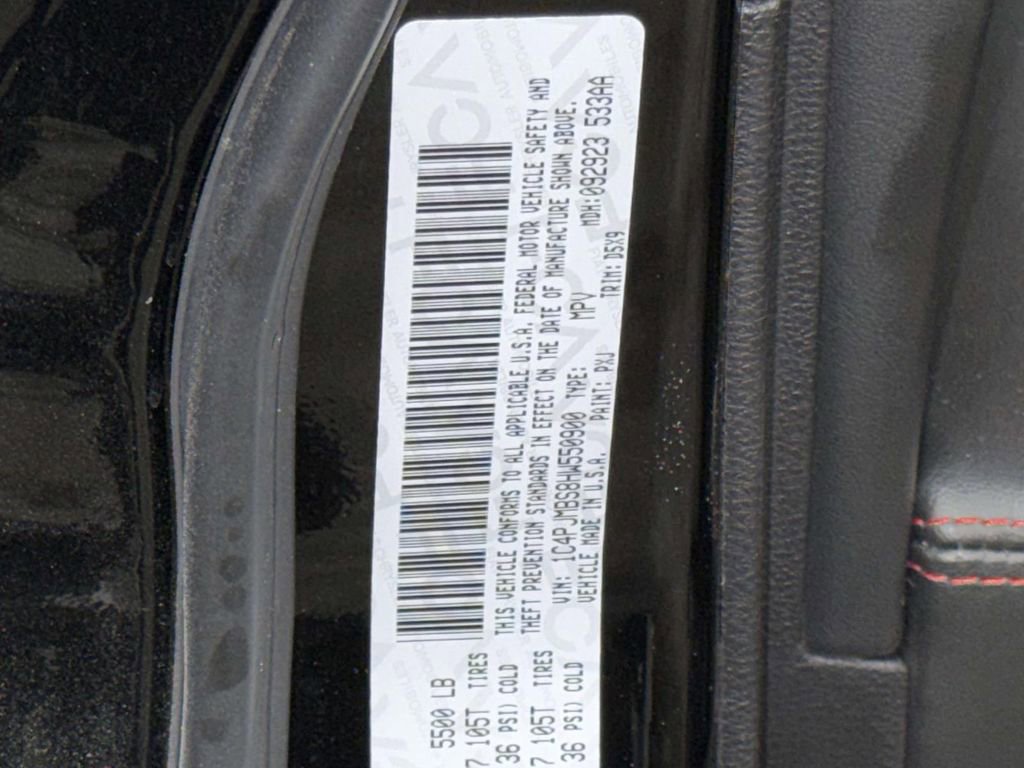 5500 LB
7 105T TIRES
36 PSI) COLD
7 105T TIRES
36 PSI) COLD
THIS VEHICLE CONFORMS TO ALL APPLICABLE U.S.A. FEDERAL MOTOR VEHICLE SAFETY AND
THEFT PREVENTION STANDARDS IN EFFECT ON THE DATE OF MANUFACTURE SHOWN ABOVE.
VIN: 1C4PJMBS8HW550900 TYPE: MPV MDH:092923 533AA
VEHICLE MADE IN U.S.A. PAINT: PXJ TRIM: D5X9